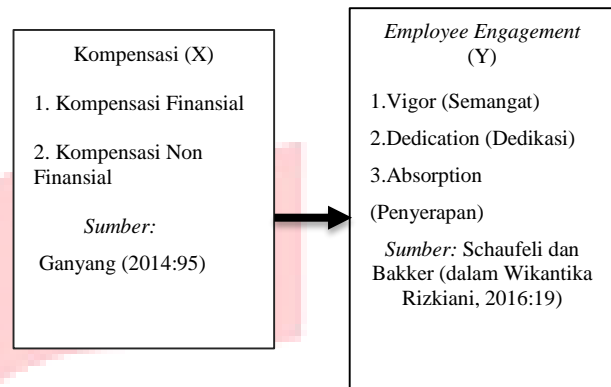 Kompensasi (X)
1. Kompensasi Finansial
2. Kompensasi Non
Finansial
Sumber:
Ganyang (2014:95)
Employee Engagement
(Y)
1.Vigor (Semangat)
2.Dedication (Dedikasi)
3.Absorption
(Penyerapan)
Sumber: Schaufeli dan
Bakker (dalam Wikantika
Rizkiani, 2016:19)